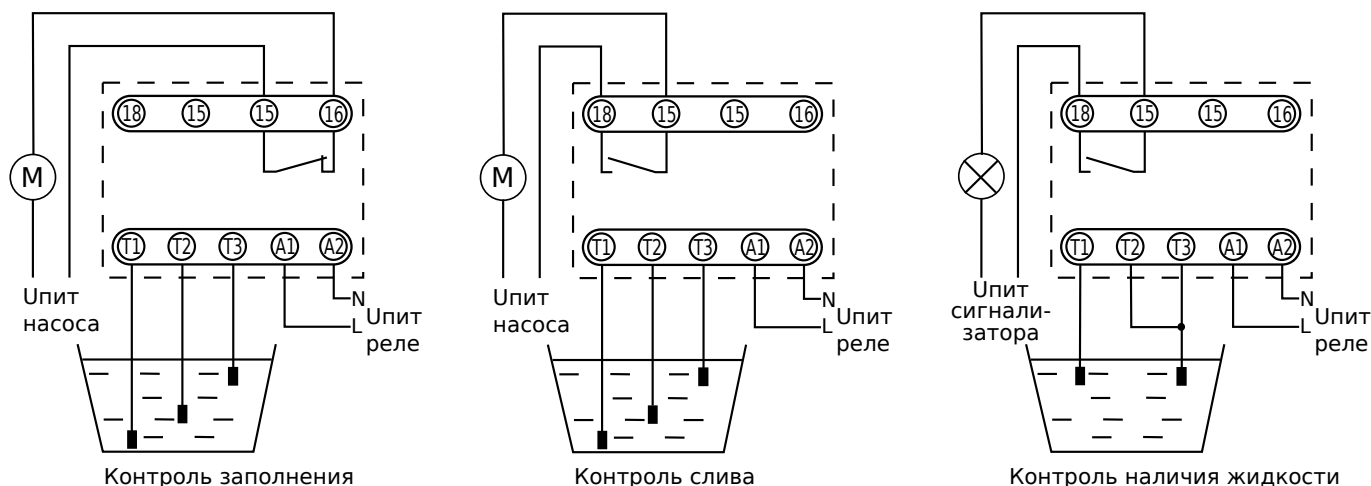 18 15 15 16
M
T1 T2 T3 A1 A2
Uпит
насоса
N
L
Uпит
реле
Контроль заполнения
18 15 15 16
M
T1 T2 T3 A1 A2
Uпит
насоса
N
L
Uпит
реле
Контроль слива
18 15 15 16
T1 T2 T3 A1 A2
Uпит
сигнали-
затора
N
L
Uпит
реле
Контроль наличия жидкости